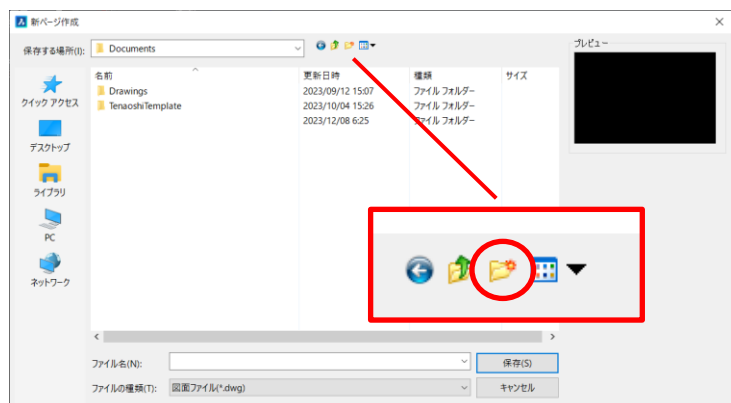 新ページ作成
保存する場所(I):
Documents
プレビュー
名前
更新日時
種類
サイズ
Drawings
2023/09/12 15:07
ファイル フォルダー
TenaoshiTemplate
2023/10/04 15:26
ファイル フォルダー
2023/12/08 6:25
ファイル フォルダー
クイック アクセス
デスクトップ
ライブラリ
PC
ネットワーク
ファイル名(N):
保存(S)
ファイルの種類(T):
図面ファイル(*.dwg)
キャンセル